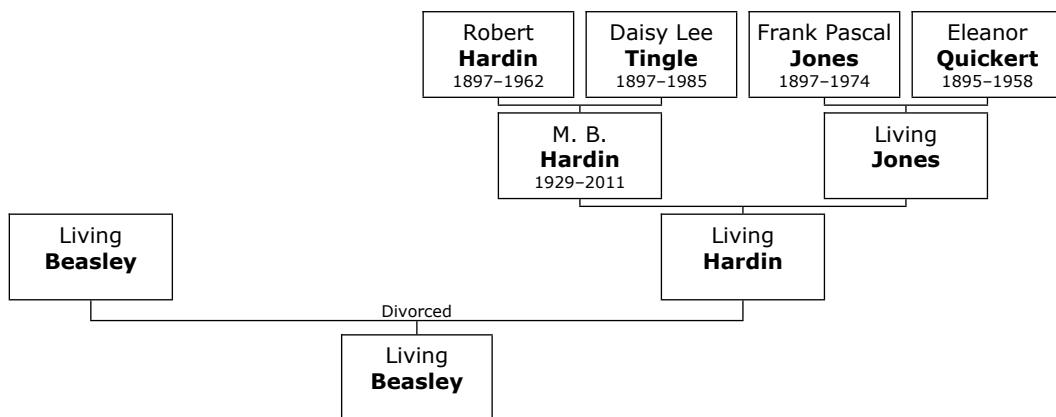 Robert
Hardin
1897–1962
Daisy Lee
Tingle
1897–1985
Frank Pascal
Jones
1897–1974
Eleanor
Quickert
1895–1958
M. B.
Hardin
1929–2011
Living
Jones
Living
Beasley
Living
Hardin
Divorced
Living
Beasley